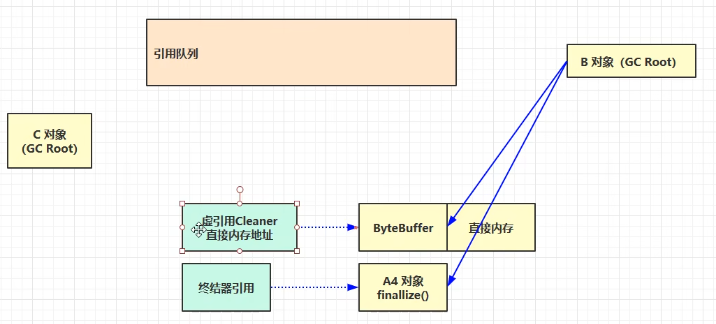 引用队列
B 对象（GC Root）
C 对象
（GC Root）
虚引用Cleaner
直接内存地址
ByteBuffer
直接内存
终结器引用
A4 对象
finallize()